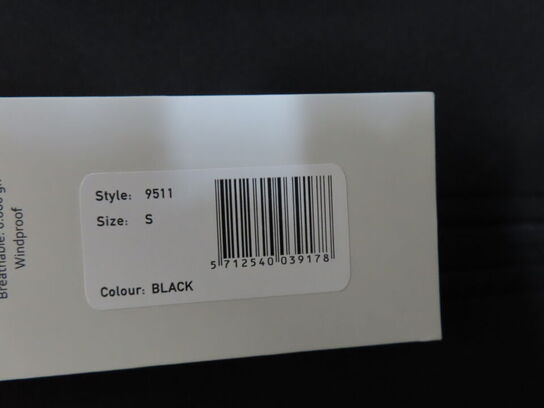 Windproof
Style: 9511
Size: S
5 712540 039178
Colour: BLACK